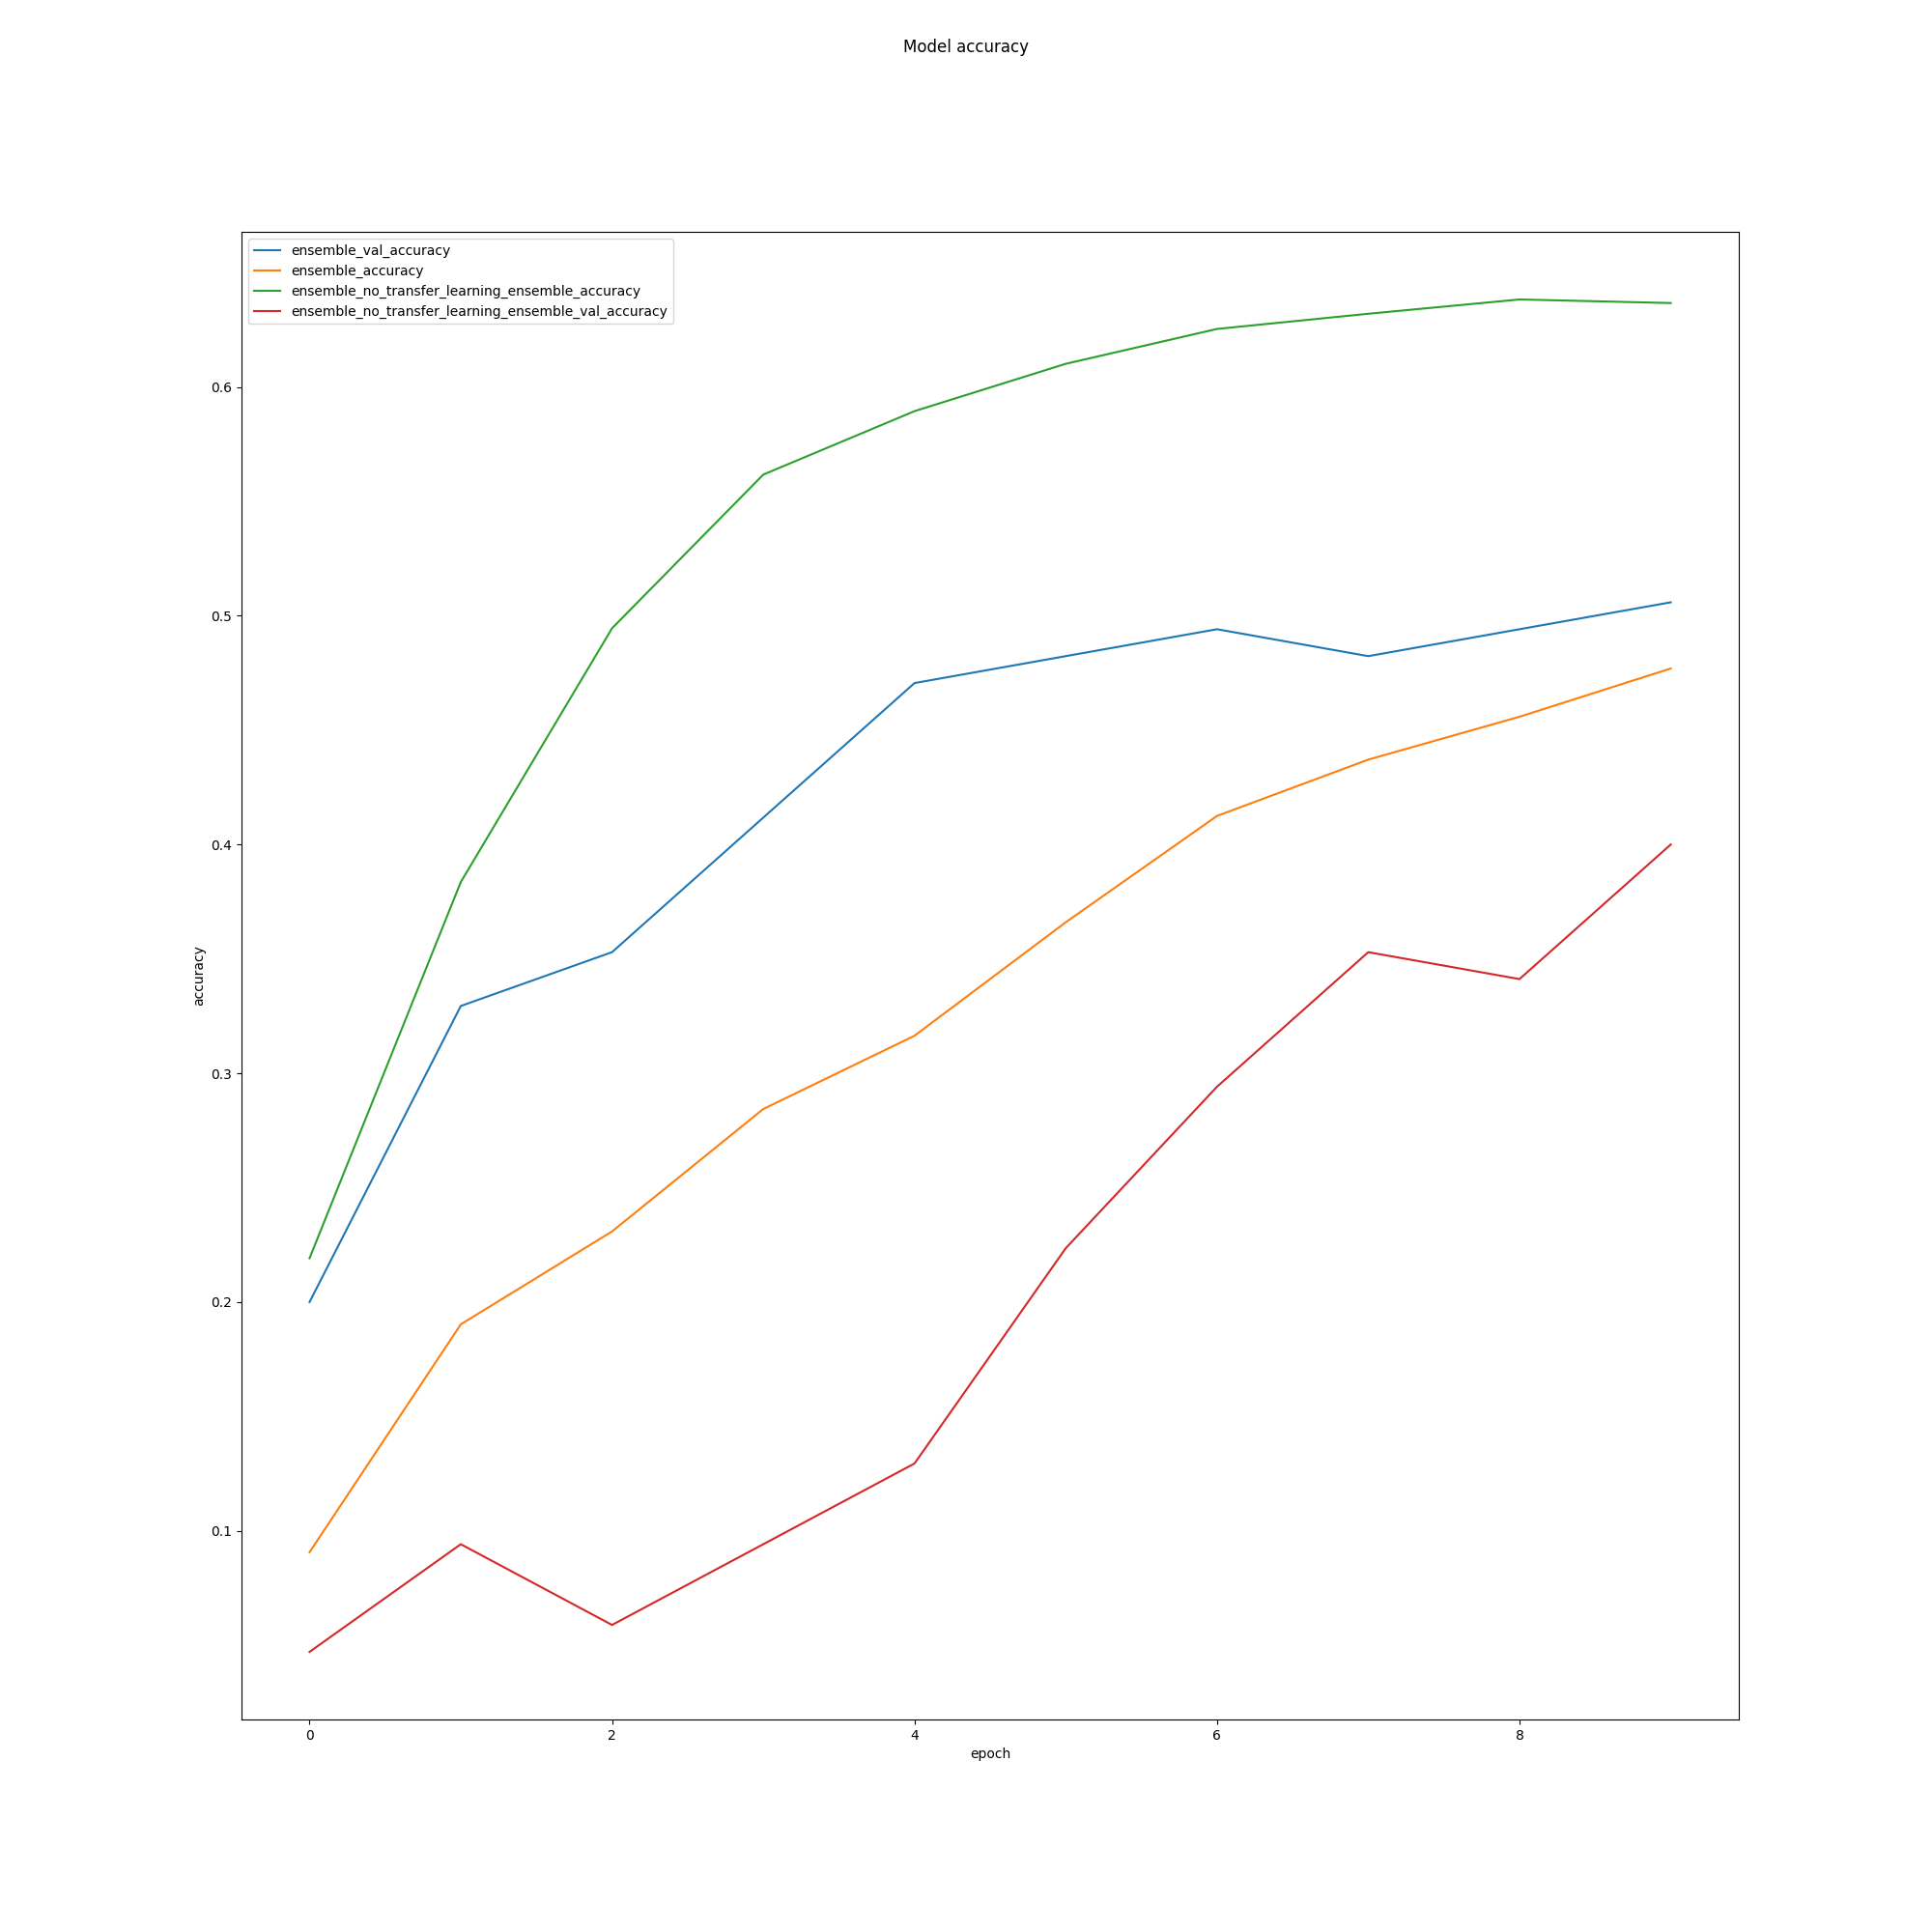 Model accuracy
ensemble_val_accuracy
ensemble_accuracy
ensemble_no_transfer_learning_ensemble_accuracy
ensemble_no_transfer_learning_ensemble_val_accuracy
0.6
0.5
0.4
0.3
0.2
0.1
accuracy
0 2 4 6 8
epoch